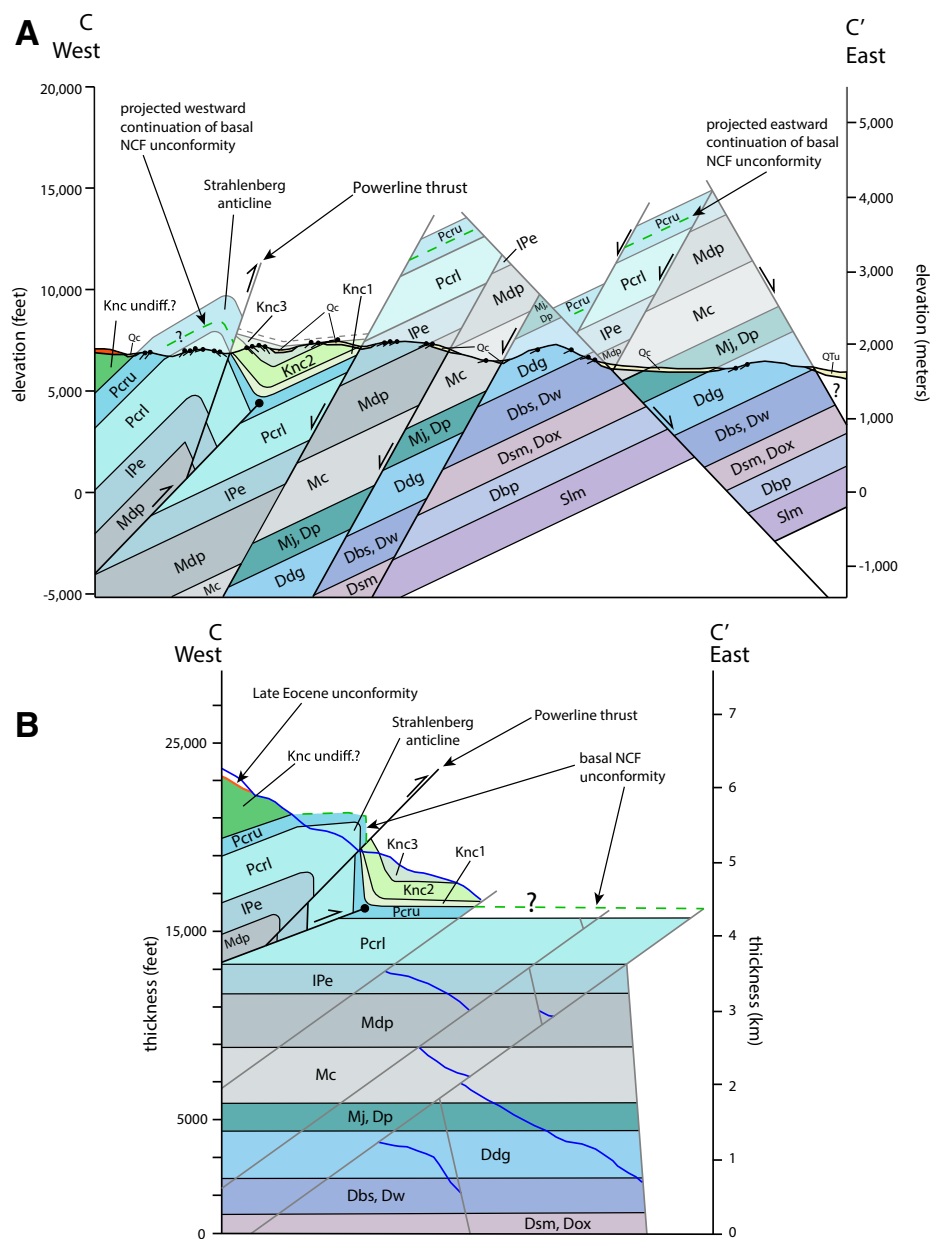 A
C
West
C’
East
20,000
15,000
10,000
5,000
0
-5,000
elevation (feet)
5,000
4,000
3,000
2,000
1,000
0
-1,000
elevation (meters)
projected westward
continuation of basal
NCF unconformity
Strahlenberg
anticline
Powerline thrust
projected eastward
continuation of basal
NCF unconformity
Knc undiff.?
Qc
?
Knc3
Qc
Knc1
Knc2
Pcru
Pcrl
IPe
Mdp
Pcru
Pcrl
IPe
IPe
Mdp
Mj,
Dp
Pcru
IPe
Mdp
Pcru
Pcrl
Mdp
Mc
Mj, Dp
Qc
Qc
QTu
?
Pcrl
IPe
Mdp
Mc
Mdp
Mc
Mj, Dp
Ddg
Mc
Mj, Dp
Ddg
Dbs, Dw
Dsm
Ddg
Dbs, Dw
Dsm, Dox
Dbp
Slm
Ddg
Dbs, Dw
Dsm, Dox
Dbp
Slm
B
C
West
C’
East
25,000
15,000
5000
0
thickness (feet)
7
6
5
4
3
2
1
0
thickness (km)
Late Eocene unconformity
Strahlenberg
anticline
Powerline thrust
Knc undiff.?
basal NCF
unconformity
Knc3
Knc1
Knc2
Pcru
Pcrl
IPe
Mdp
Pcru
?
Pcrl
IPe
Mdp
Mc
Mj, Dp
Ddg
Dbs, Dw
Dsm, Dox